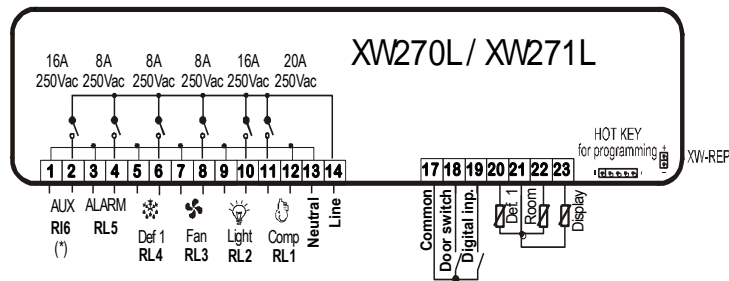 XW270L / XW271L
16A 8A 8A 8A 16A 20A
250Vac 250Vac 250Vac 250Vac 250Vac 250Vac
HOT KEY
for programming
+
-
XW-REP
1 2 3 4 5 6 7 8 9 10 11 12 13 14
17 18 19 20 21 22 23
AUX
RI6
(*)
ALARM
RL5
Def 1
RL4
Fan
RL3
Light
RL2
Comp
RL1
Neutral
Line
Common
Door switch
Digital inp.
Def. 1
Room
Display